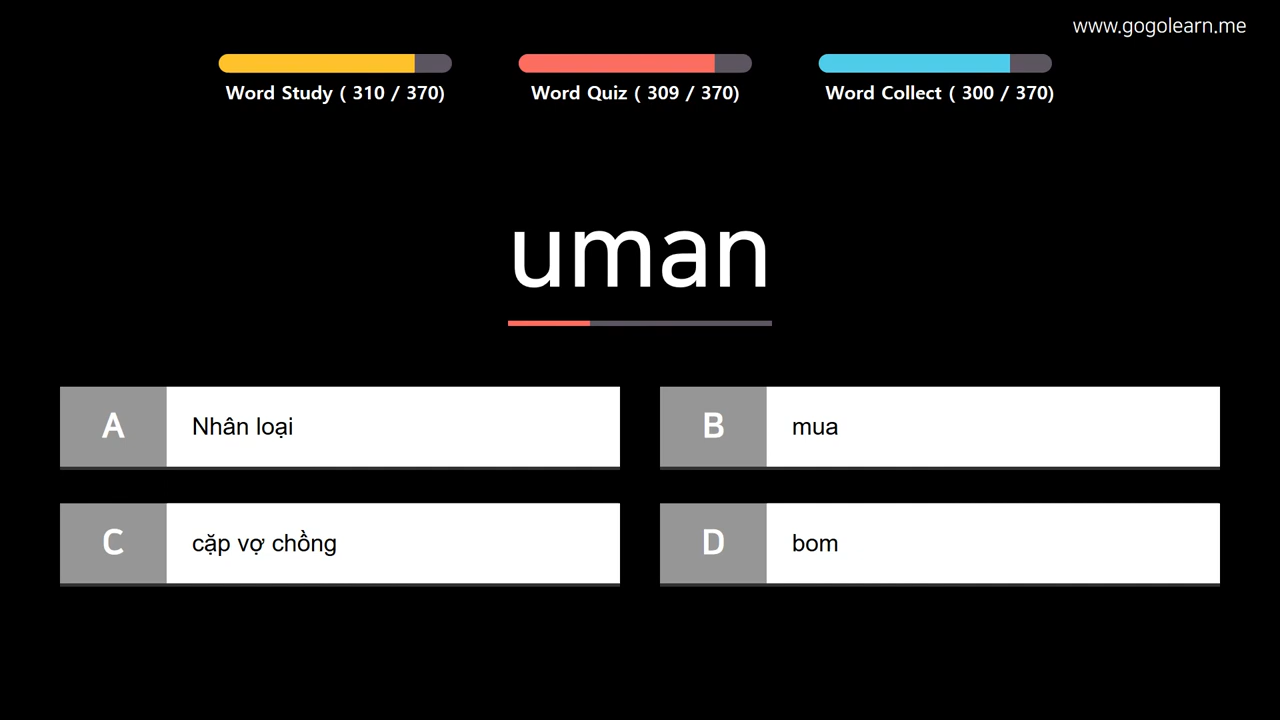 www.gogolearn.me
Word Study ( 310 / 370)
Word Quiz ( 309 / 370)
Word Collect ( 300 / 370)
uman
A
Nhân loại
B
mua
C
cặp vợ chồng
D
bom